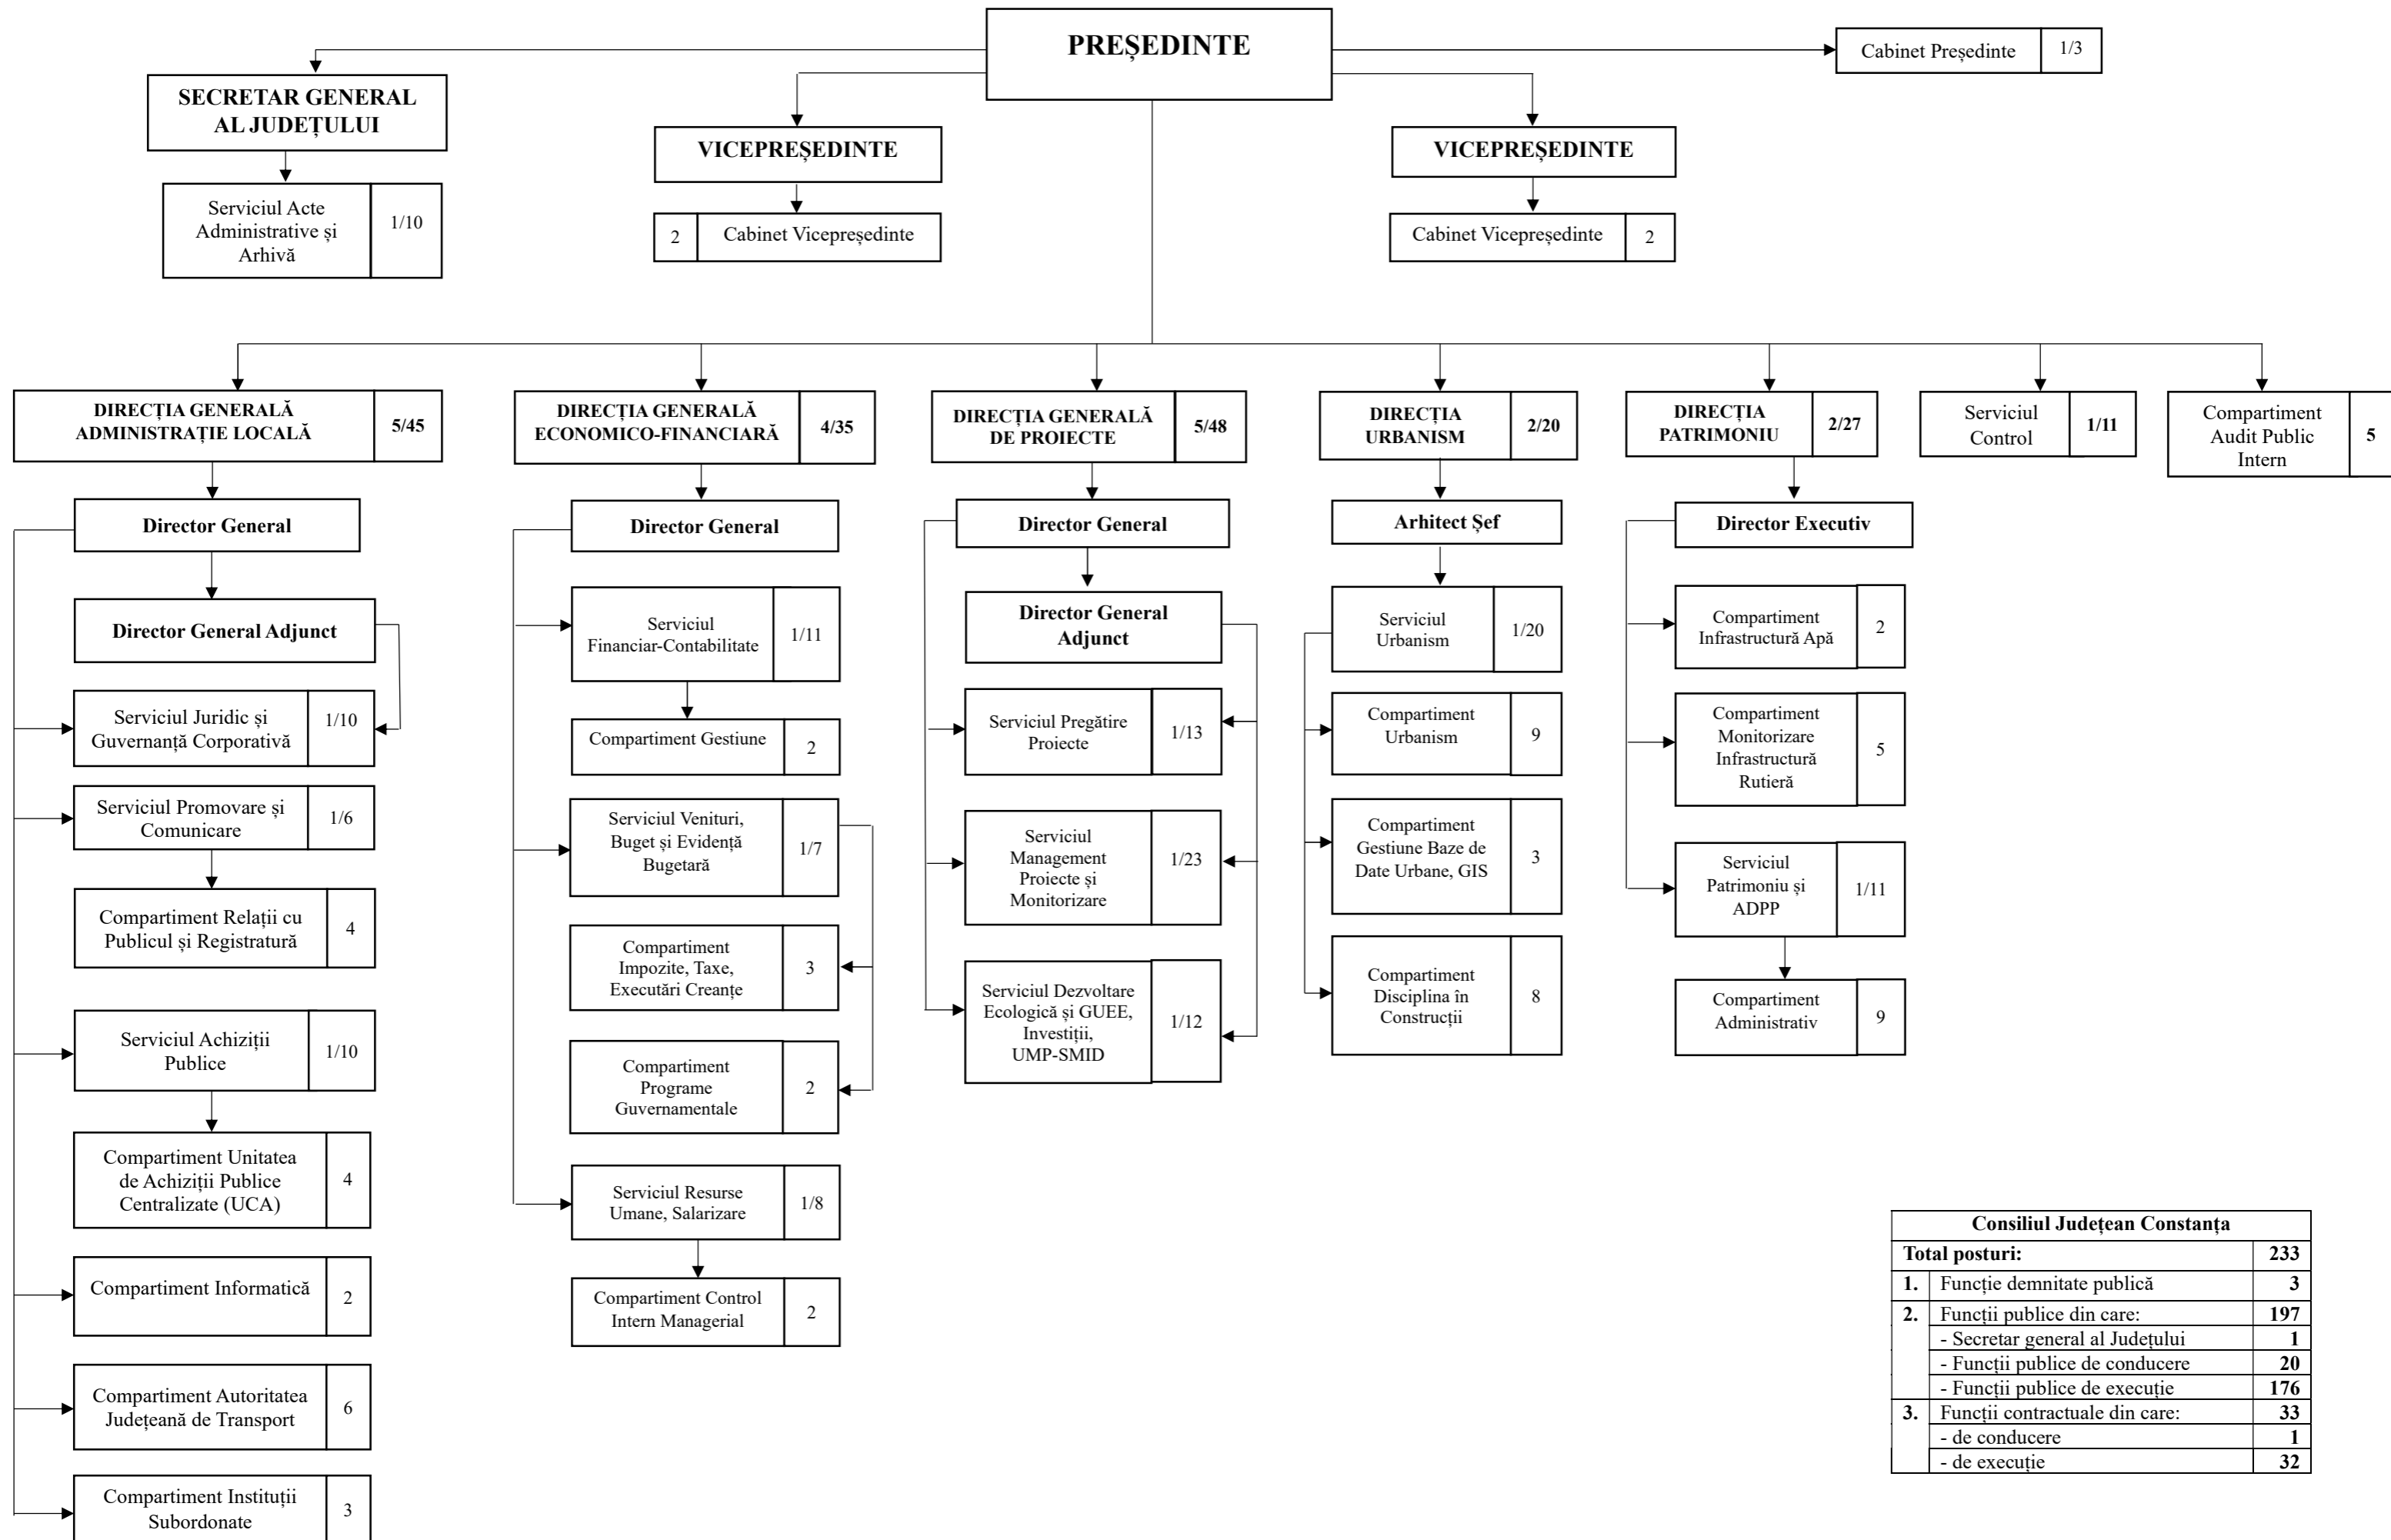 PREȘEDINTE
Cabinet Președinte 1/3
SECRETAR GENERAL
AL JUDEȚULUI
VICEPREȘEDINTE
VICEPREȘEDINTE
Serviciul Acte
Administrative și
Arhivă
1/10
2 Cabinet Vicepreședinte
Cabinet Vicepreședinte 2
DIRECȚIA GENERALĂ
ADMINISTRAȚIE LOCALĂ
5/45
DIRECȚIA GENERALĂ
ECONOMICO-FINANCIARĂ
4/35
DIRECȚIA GENERALĂ
DE PROIECTE
5/48
DIRECȚIA
URBANISM
2/20
DIRECȚIA
PATRIMONIU
2/27
Serviciul
Control
1/11
Compartiment
Audit Public
Intern
5
Director General
Director General Adjunct
Serviciul Juridic și
Guvernanță Corporativă
1/10
Serviciul Promovare și
Comunicare
1/6
Compartiment Relații cu
Publicul și Registratură
4
Serviciul Achiziții
Publice
1/10
Compartiment Unitatea
de Achiziții Publice
Centralizate (UCA)
4
Compartiment Informatică
2
Compartiment Autoritatea
Județeană de Transport
6
Compartiment Instituții
Subordonate
3
Director General
Serviciul
Financiar-Contabilitate
1/11
Compartiment Gestiune
2
Serviciul Venituri,
Buget și Evidență
Bugetară
1/7
Compartiment
Impozite, Taxe,
Executări Creanțe
3
Compartiment
Programe
Guvernamentale
2
Serviciul Resurse
Umane, Salarizare
1/8
Compartiment Control
Intern Managerial
2
Director General
Director General
Adjunct
Serviciul Pregătire
Proiecte
1/13
Serviciul
Management
Proiecte și
Monitorizare
1/23
Serviciul Dezvoltare
Ecologică și GUEE,
Investiții,
UMP-SMID
1/12
Arhitect Șef
Serviciul
Urbanism
1/20
Compartiment
Urbanism
9
Compartiment
Gestiune Baze de
Date Urbane, GIS
3
Compartiment
Disciplina în
Construcții
8
Director Executiv
Compartiment
Infrastructură Apă
2
Compartiment
Monitorizare
Infrastructură
Rutieră
5
Serviciul
Patrimoniu și
ADPP
1/11
Compartiment
Administrativ
9
Consiliul Județean Constanța
Total posturi: 233
1. Funcție demnitate publică 3
2. Funcții publice din care: 197
- Secretar general al Județului 1
- Funcții publice de conducere 20
- Funcții publice de execuție 176
3. Funcții contractuale din care: 33
- de conducere 1
- de execuție 32